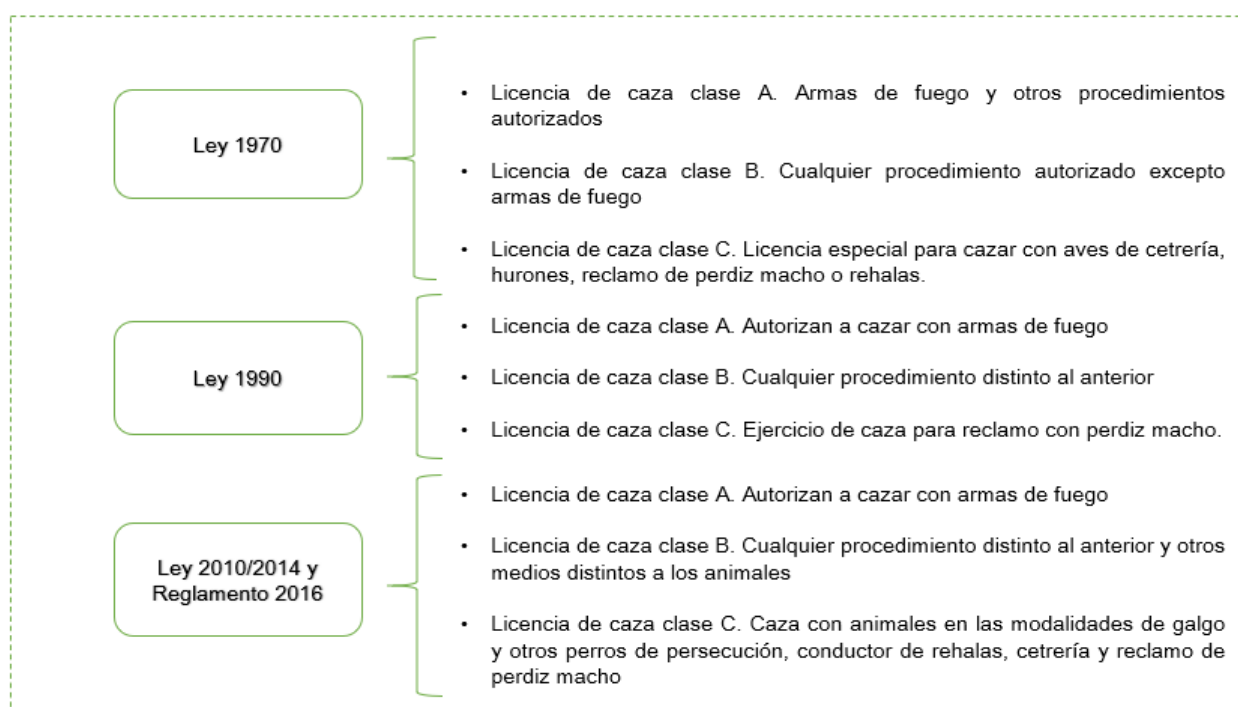 Ley 1970
• Licencia de caza clase A. Armas de fuego y otros procedimientos
autorizados
• Licencia de caza clase B. Cualquier procedimiento autorizado excepto
armas de fuego
• Licencia de caza clase C. Licencia especial para cazar con aves de cetrería,
hurones, reclamo de perdiz macho o rehalas.
Ley 1990
• Licencia de caza clase A. Autorizan a cazar con armas de fuego
• Licencia de caza clase B. Cualquier procedimiento distinto al anterior
• Licencia de caza clase C. Ejercicio de caza para reclamo con perdiz macho.
Ley 2010/2014 y
Reglamento 2016
• Licencia de caza clase A. Autorizan a cazar con armas de fuego
• Licencia de caza clase B. Cualquier procedimiento distinto al anterior y otros
medios distintos a los animales
• Licencia de caza clase C. Caza con animales en las modalidades de galgo
y otros perros de persecución, conductor de rehalas, cetrería y reclamo de
perdiz macho